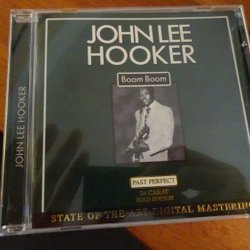 JOHN LEE
HOOKER
Boom Boom
PAST PERFECT
24 CARAT
GOLD EDITION
STATE OF THE ART DIGITAL MASTERING
JOHN LEE HOOKER